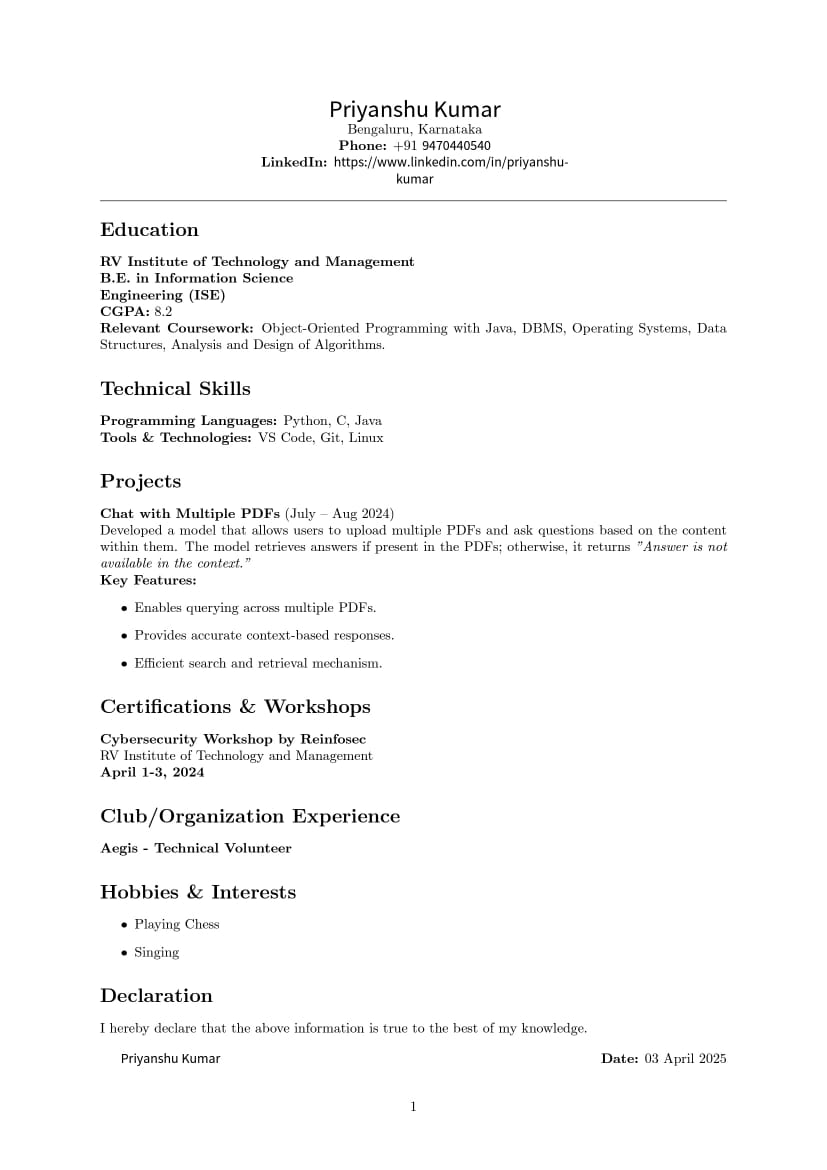 Priyanshu Kumar
Bengaluru, Karnataka
Phone: +91 9470440540
LinkedIn: https://www.linkedin.com/in/priyanshu-
kumar
Education
RV Institute of Technology and Management
B.E. in Information Science
Engineering (ISE)
CGPA: 8.2
Relevant Coursework: Object-Oriented Programming with Java, DBMS, Operating Systems, Data
Structures, Analysis and Design of Algorithms.
Technical Skills
Programming Languages: Python, C, Java
Tools & Technologies: VS Code, Git, Linux
Projects
Chat with Multiple PDFs (July – Aug 2024)
Developed a model that allows users to upload multiple PDFs and ask questions based on the content
within them. The model retrieves answers if present in the PDFs; otherwise, it returns ”Answer is not
available in the context.”
Key Features:
• Enables querying across multiple PDFs.
• Provides accurate context-based responses.
• Efficient search and retrieval mechanism.
Certifications & Workshops
Cybersecurity Workshop by Reinfosec
RV Institute of Technology and Management
April 1-3, 2024
Club/Organization Experience
Aegis - Technical Volunteer
Hobbies & Interests
• Playing Chess
• Singing
Declaration
I hereby declare that the above information is true to the best of my knowledge.
Priyanshu Kumar Date: 03 April 2025
1